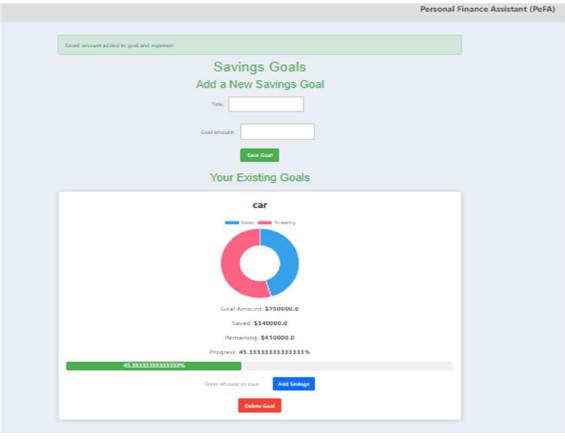 Personal Finance Assistant (PeFA)
Saved amount added to goal and expense!
Savings Goals
Add a New Savings Goal
Title:
Goal amount:
Save Goal
Your Existing Goals
car
Saved Remaining
Goal Amount: $750000.0
Saved: $340000.0
Remaining: $410000.0
Progress: 45.33333333333333%
45.33333333333333%
Enter amount to save Add Savings
Delete Goal